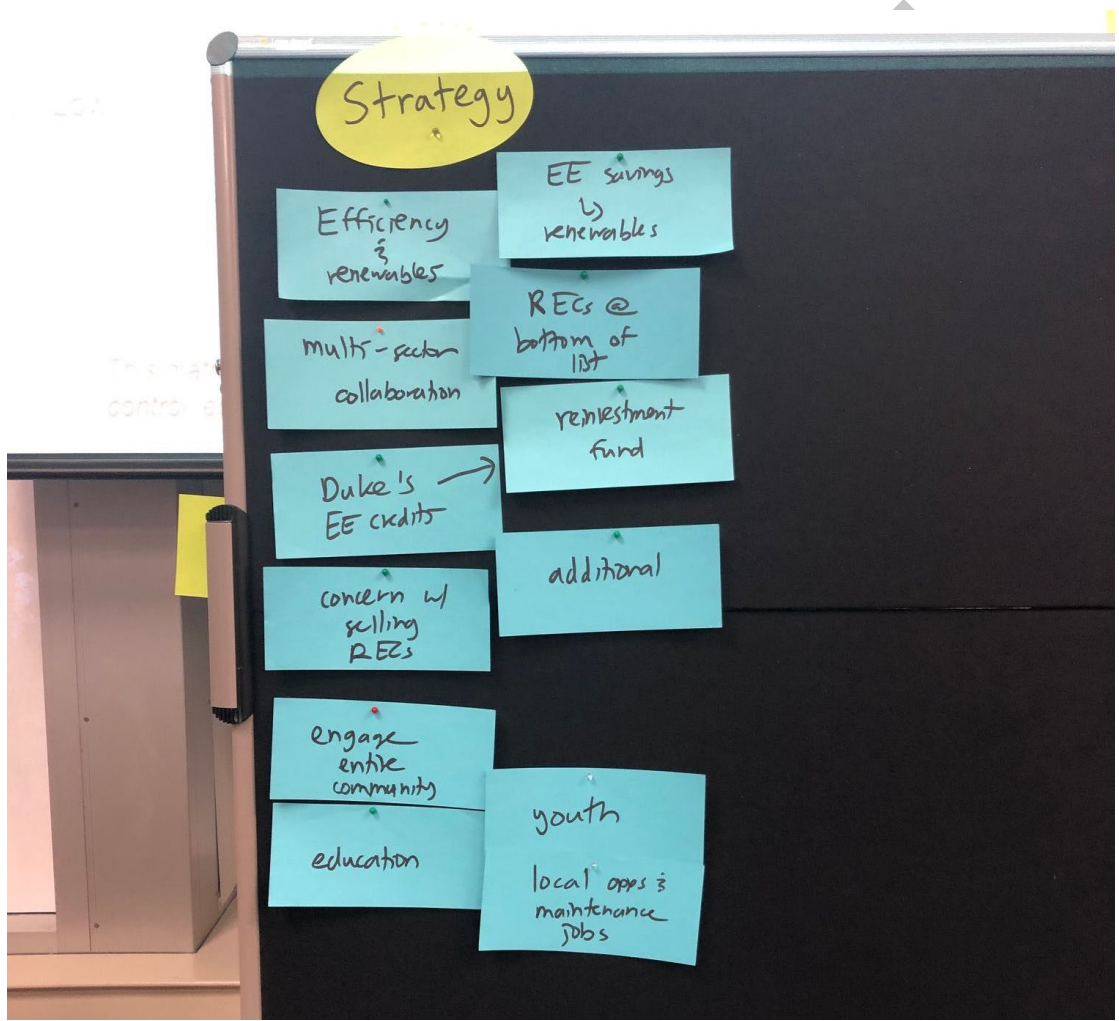 Strategy
Efficiency
&
renewables
EE savings
↳
renewables
multi-sector
collaboration
RECs @
bottom of
list
Duke's →
EE credits
reinvestment
fund
concern w/
selling
RECs
additional
engage
entire
community
education
youth
local opps &
maintenance
jobs